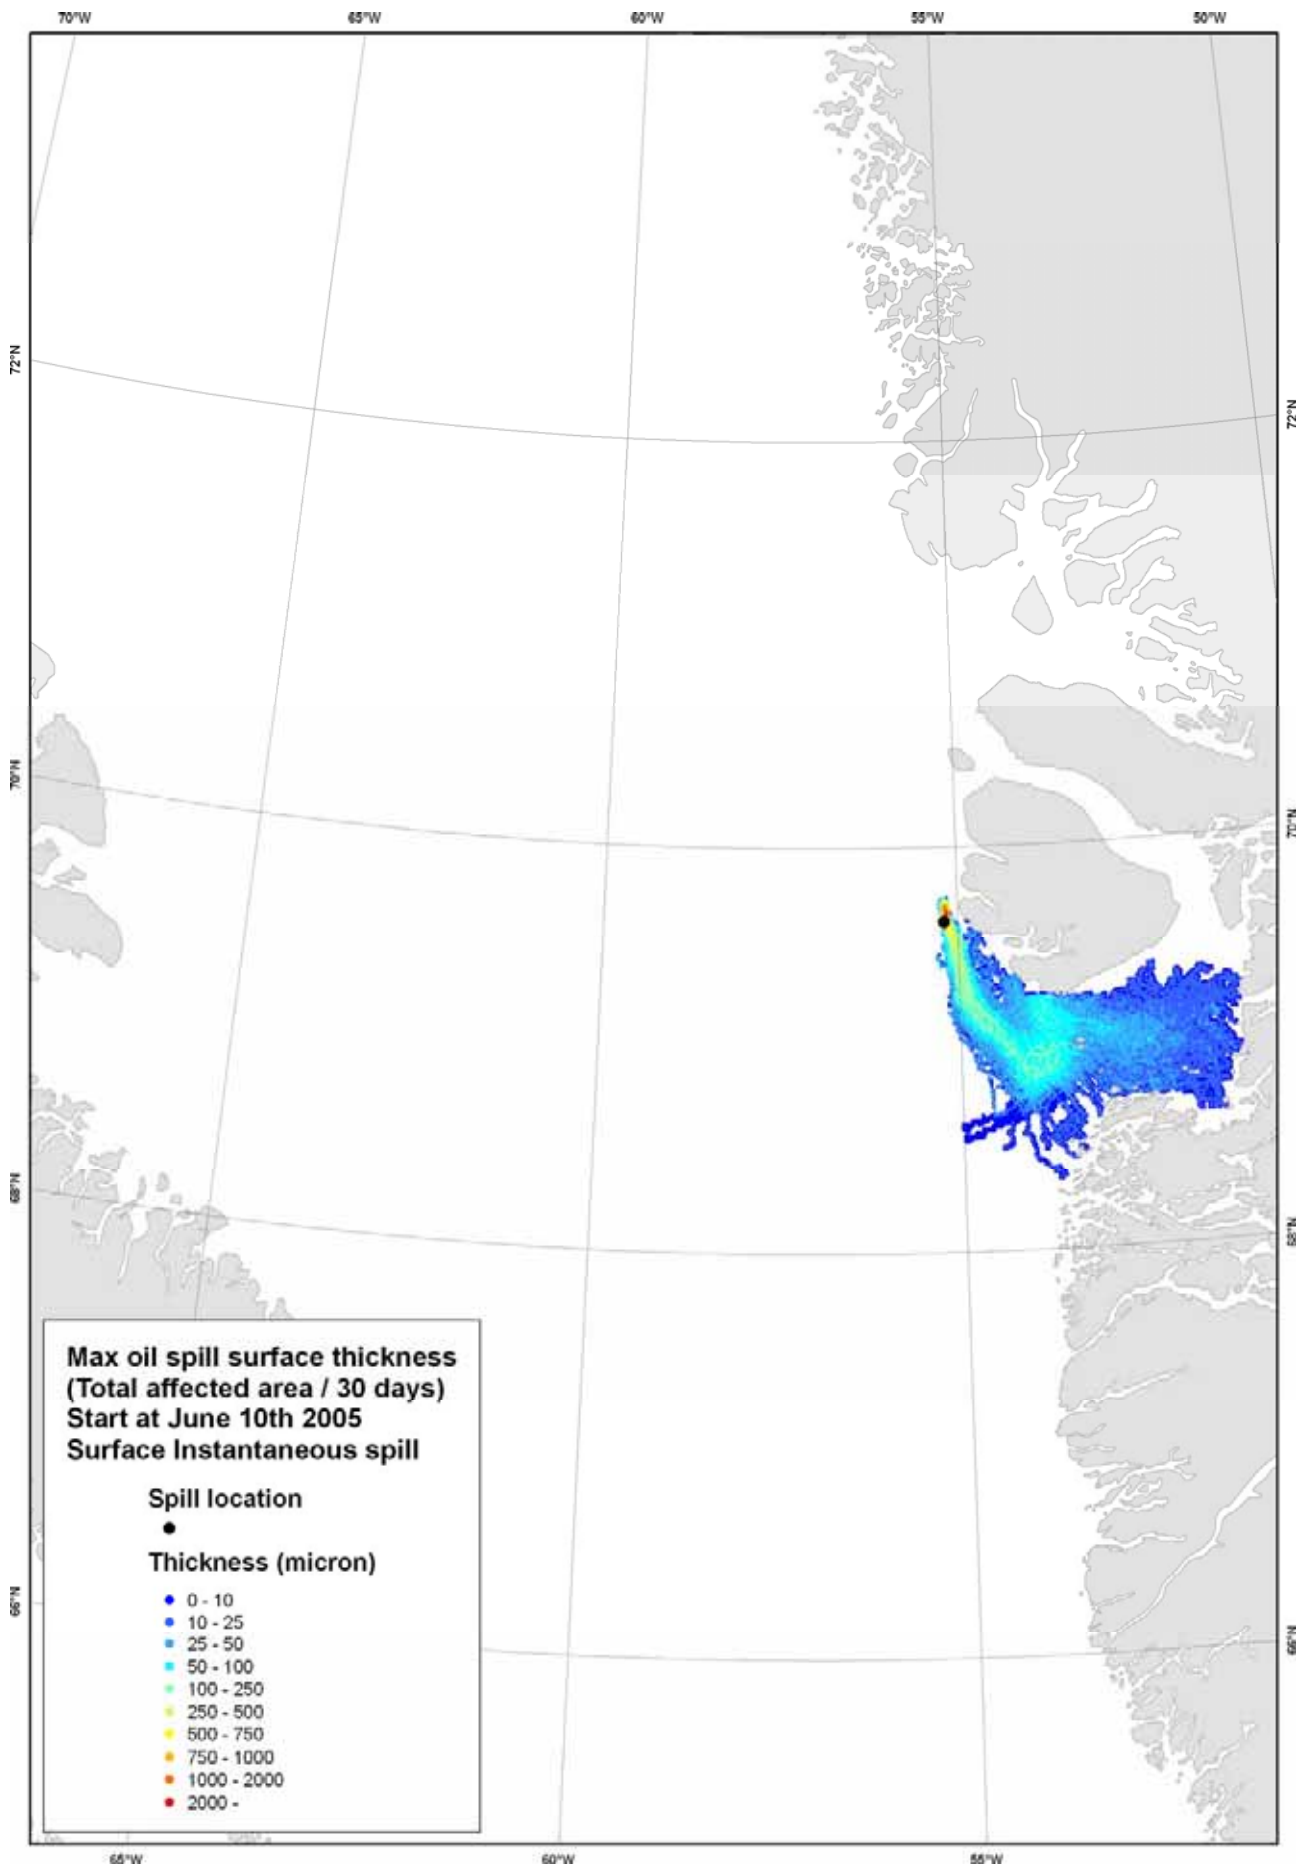 70°W 65°W 60°W 55°W 50°W
72°N
72°N
70°N
70°N
68°N
68°N
66°N
66°N
Max oil spill surface thickness
(Total affected area / 30 days)
Start at June 10th 2005
Surface Instantaneous spill
Spill location
Thickness (micron)
0 - 10
10 - 25
25 - 50
50 - 100
100 - 250
250 - 500
500 - 750
750 - 1000
1000 - 2000
2000 -
65°W 60°W 55°W